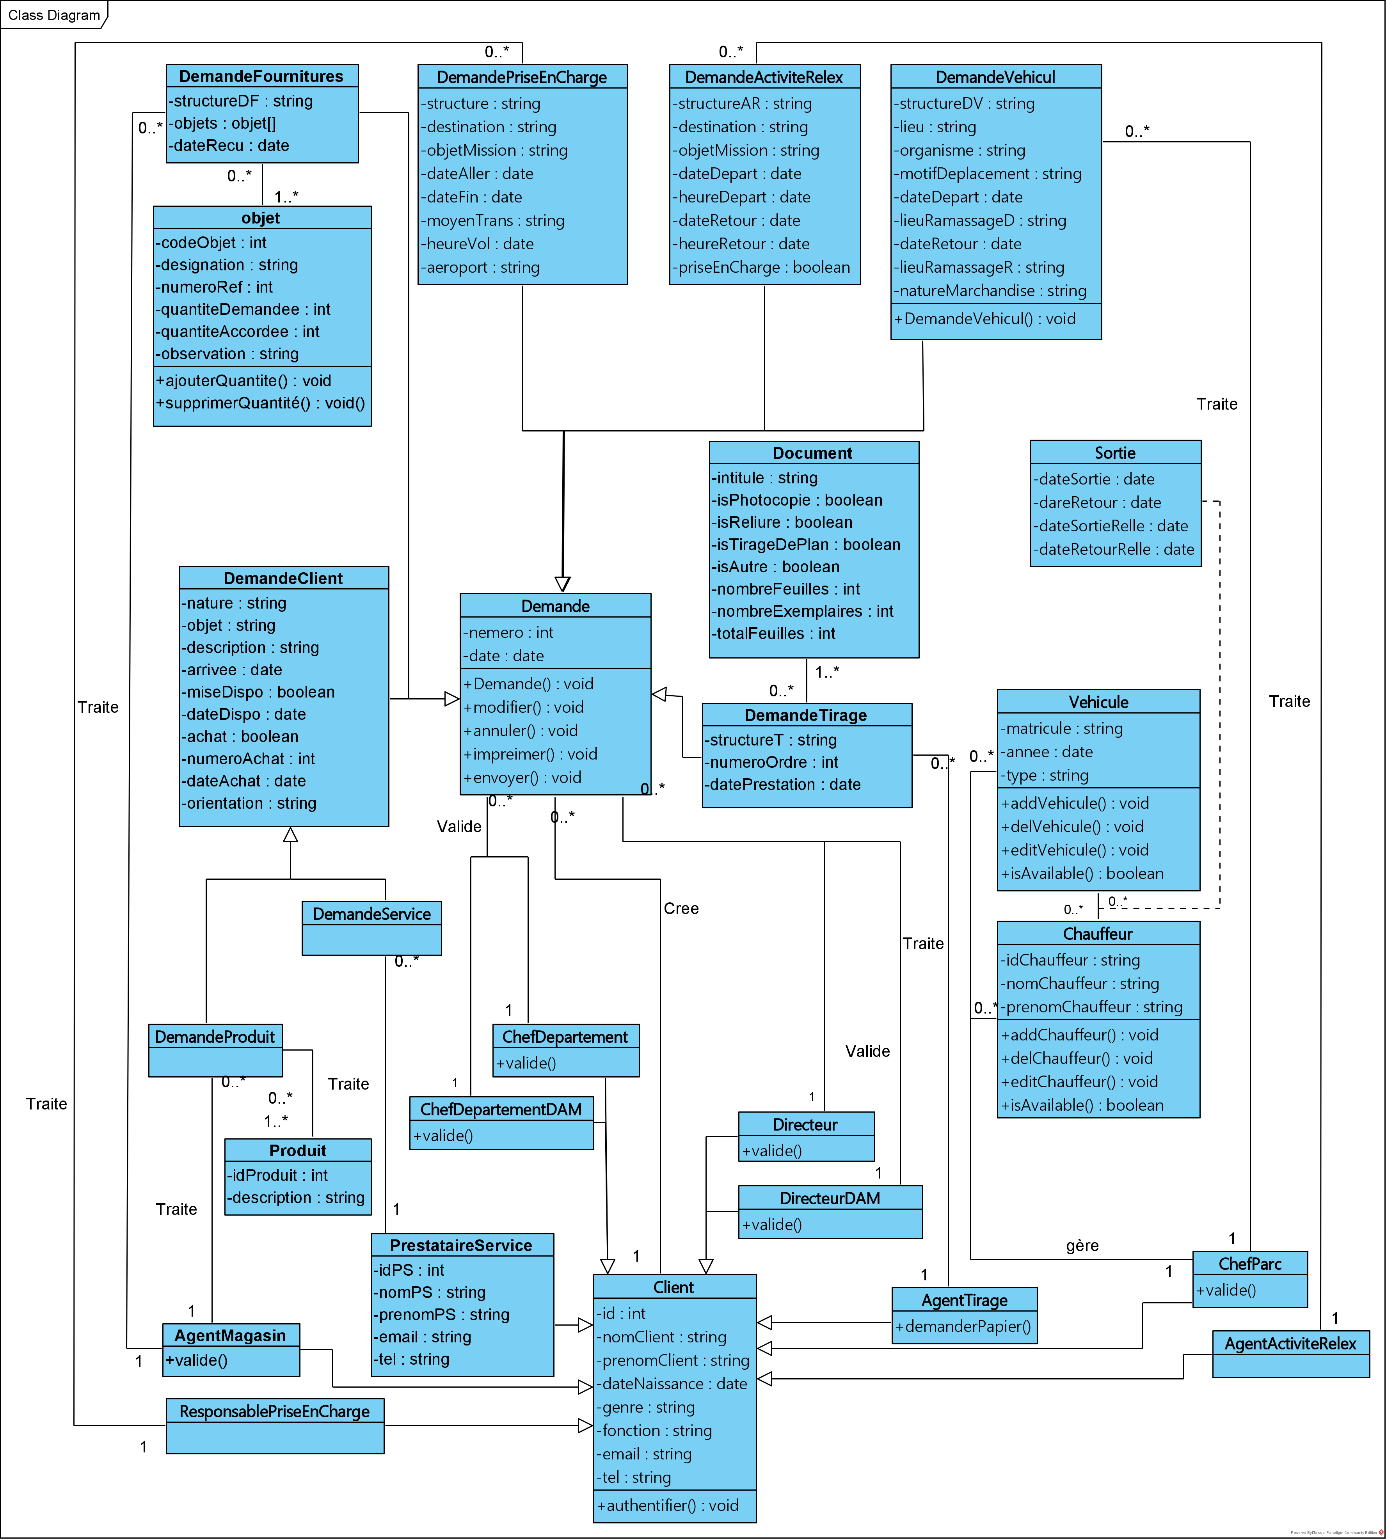 Class Diagram
0..*
0..*
DemandeFournitures
-structureDF : string
-objets : objet[]
-dateRecu : date
0..*
0..*
1..*
objet
-codeObjet : int
-designation : string
-numeroRef : int
-quantiteDemandee : int
-quantiteAccordee : int
-observation : string
+ajouterQuantite() : void
+supprimerQuantité() : void()
DemandePriseEnCharge
-structure : string
-destination : string
-objetMission : string
-dateAller : date
-dateFin : date
-moyenTrans : string
-heureVol : date
-aeroport : string
DemandeActiviteRelex
-structureAR : string
-destination : string
-objetMission : string
-dateDepart : date
-heureDepart : date
-dateRetour : date
-heureRetour : date
-priseEnCharge : boolean
DemandeVehicul
-structureDV : string
-lieu : string
-organisme : string
-motifDeplacement : string
-dateDepart : date
-lieuRamassageD : string
-dateRetour : date
-lieuRamassageR : string
-natureMarchandise : string
+DemandeVehicul() : void
0..*
Traite
Document
-intitule : string
-isPhotocopie : boolean
-isReliure : boolean
-isTirageDePlan : boolean
-isAutre : boolean
-nombreFeuilles : int
-nombreExemplaires : int
-totalFeuilles : int
1..*
0..*
Sortie
-dateSortie : date
-dareRetour : date
-dateSortieRelle : date
-dateRetourRelle : date
DemandeClient
-nature : string
-objet : string
-description : string
-arrivee : date
-miseDispo : boolean
-dateDispo : date
-achat : boolean
-numeroAchat : int
-dateAchat : date
-orientation : string
Demande
-nemero : int
-date : date
+Demande() : void
+modifier() : void
+annuler() : void
+impreimer() : void
+envoyer() : void
0..*
0..*
0..*
Traite
DemandeTirage
-structureT : string
-numeroOrdre : int
-datePrestation : date
0..*
Vehicule
-matricule : string
-annee : date
-type : string
+addVehicule() : void
+delVehicule() : void
+editVehicule() : void
+isAvailable() : boolean
0..*
Traite
Valide
Cree
Traite
0..*
0..*
Chauffeur
-idChauffeur : string
-nomChauffeur : string
-prenomChauffeur : string
+addChauffeur() : void
+delChauffeur() : void
+editChauffeur() : void
+isAvailable() : boolean
0..*
DemandeService
0..*
DemandeProduit
0..*
0..*
1..*
Traite
Traite
Produit
-idProduit : int
-description : string
Traite
1
ChefDepartement
+valide()
1
ChefDepartementDAM
+valide()
Valide
1
Directeur
+valide()
1
DirecteurDAM
+valide()
1
PrestataireService
-idPS : int
-nomPS : string
-prenomPS : string
-email : string
-tel : string
1
Client
-id : int
-nomClient : string
-prenomClient : string
-dateNaissance : date
-genre : string
-fonction : string
-email : string
-tel : string
+authentifier() : void
1
AgentTirage
+demanderPapier()
gère
1
1
ChefParc
+valide()
1
AgentActiviteRelex
1
1
AgentMagasin
+valide()
1
ResponsablePriseEnCharge